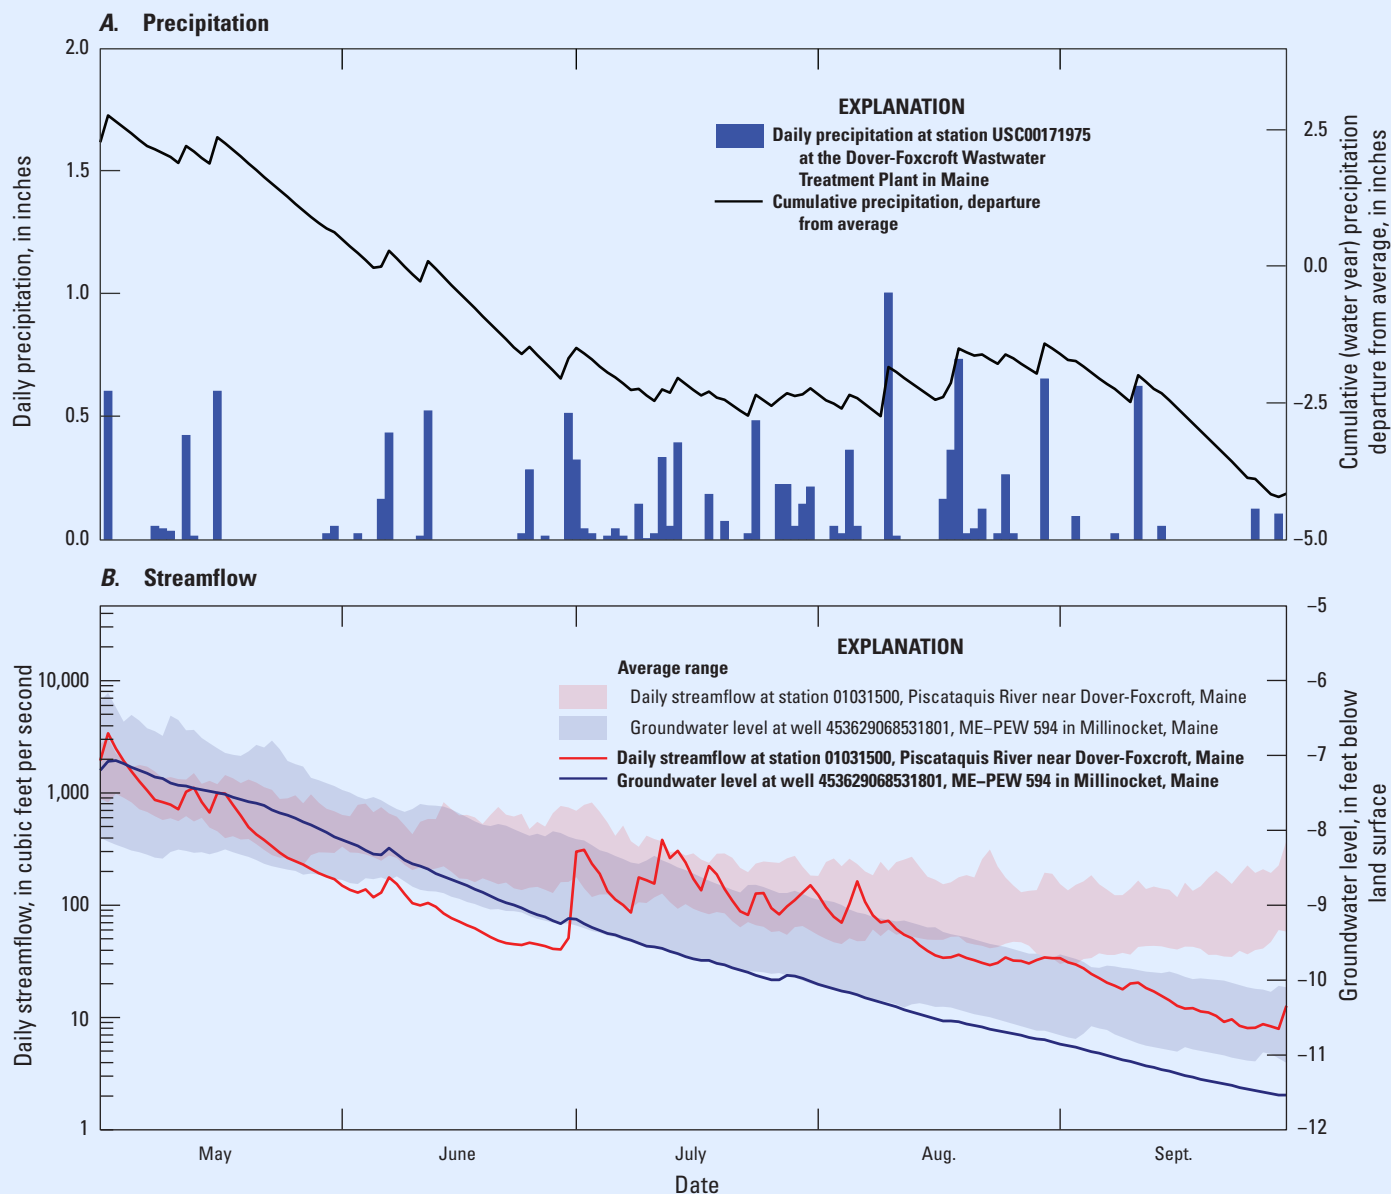 A. Precipitation
2.0
1.5
1.0
0.5
0.0
Daily precipitation, in inches
EXPLANATION
Daily precipitation at station USC00171975
at the Dover-Foxcroft Wastwater
Treatment Plant in Maine
Cumulative precipitation, departure
from average
2.5
0.0
−2.5
−5.0
Cumulative (water year) precipitation
departure from average, in inches
B. Streamflow
10,000
1,000
100
10
1
Daily streamflow, in cubic feet per second
EXPLANATION
Average range
Daily streamflow at station 01031500, Piscataquis River near Dover-Foxcroft, Maine
Groundwater level at well 453629068531801, ME–PEW 594 in Millinocket, Maine
Daily streamflow at station 01031500, Piscataquis River near Dover-Foxcroft, Maine
Groundwater level at well 453629068531801, ME–PEW 594 in Millinocket, Maine
−5
−6
−7
−8
−9
−10
−11
−12
Groundwater level, in feet below
land surface
May June July Aug. Sept.
Date